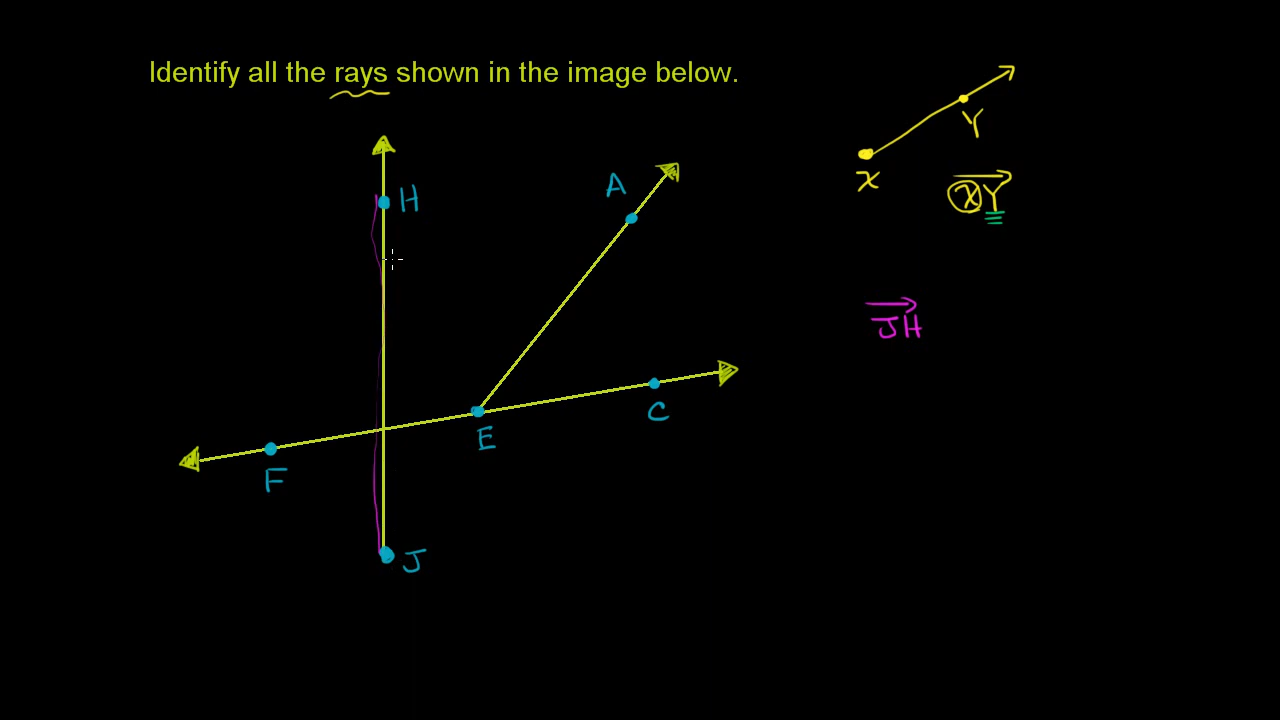 Identify all the rays shown in the image below.
Y
X
XY
H
A
JH
C
E
F
J